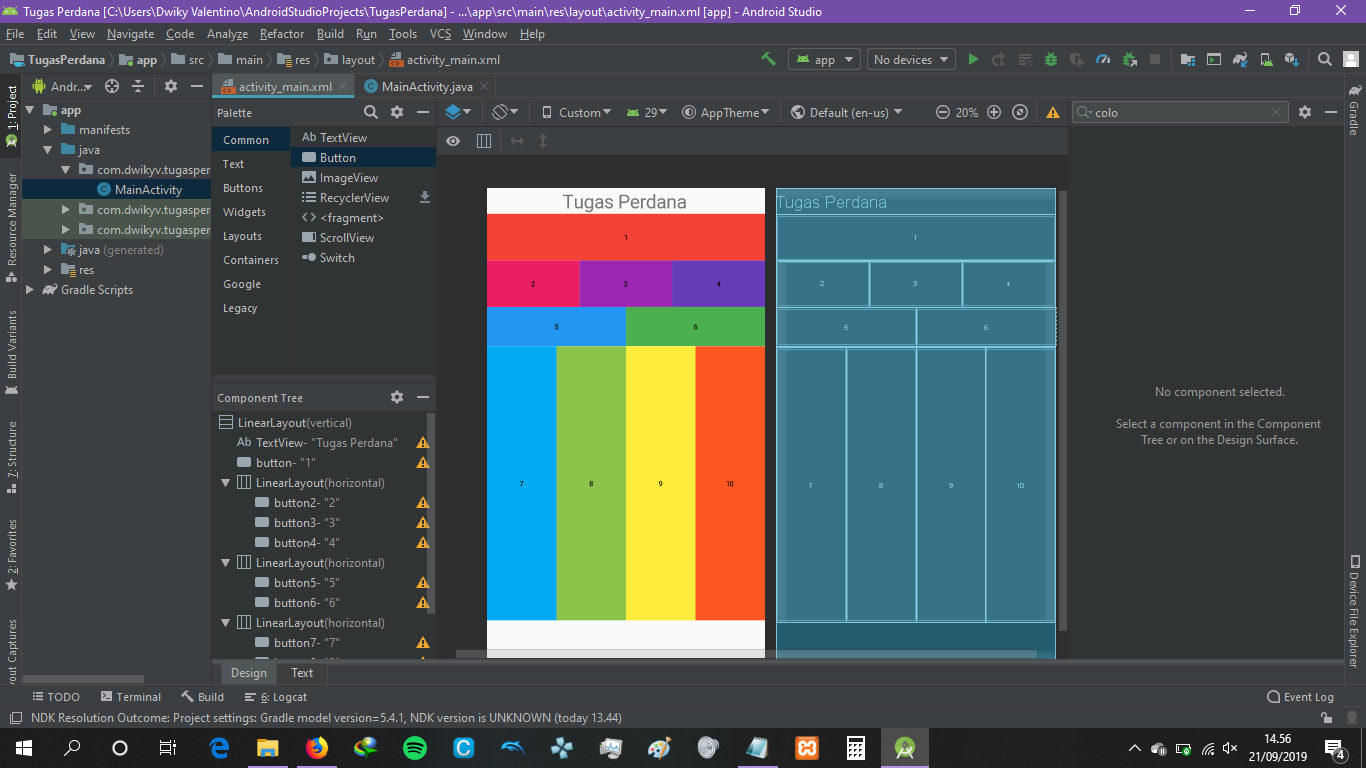 Tugas Perdana [C:\Users\Dwiky Valentino\AndroidStudioProjects\TugasPerdana] - ...\app\src\main\res\layout\activity_main.xml [app] - Android Studio
File Edit View Navigate Code Analyze Refactor Build Run Tools VCS Window Help
TugasPerdana app src main res layout activity_main.xml app No devices
1: Project
Resource Manager
Build Variants
7: Structure
2: Favorites
out Captures
Andr...
app
manifests
java
com.dwikyv.tugasper
MainActivity
com.dwikyv.tugasper
com.dwikyv.tugasper
java (generated)
res
Gradle Scripts
activity_main.xml MainActivity.java
Palette
Common
Text
Buttons
Widgets
Layouts
Containers
Google
Legacy
Ab TextView
Button
ImageView
RecyclerView
<fragment>
ScrollView
Switch
Component Tree
LinearLayout(vertical)
Ab TextView- "Tugas Perdana"
button- "1"
LinearLayout(horizontal)
button2- "2"
button3- "3"
button4- "4"
LinearLayout(horizontal)
button5- "5"
button6- "6"
LinearLayout(horizontal)
button7- "7"
Design Text
Custom 29 AppTheme Default (en-us) 20%
Tugas Perdana
1
2 3 4
5 6
7 8 9 10
Tugas Perdana
1
2 3 4
5 6
7 8 9 10
colo
No component selected.
Select a component in the Component
Tree or on the Design Surface.
Gradle
Device File Explorer
TODO Terminal Build 6: Logcat Event Log
NDK Resolution Outcome: Project settings: Gradle model version=5.4.1, NDK version is UNKNOWN (today 13.44)
14.56
21/09/2019
4